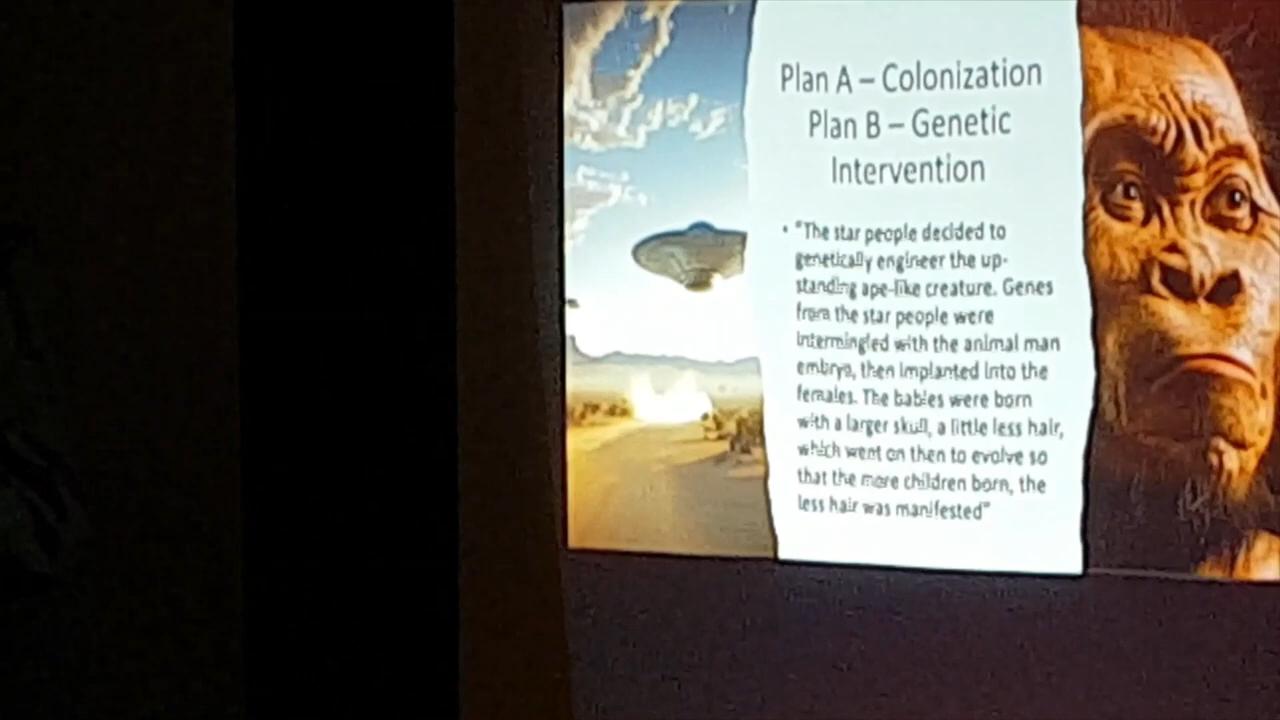 Plan A – Colonization
Plan B – Genetic
Intervention
• "The star people decided to
genetically engineer the up-
standing ape-like creature. Genes
from the star people were
intermingled with the animal man
embryo, then implanted into the
females. The babies were born
with a larger skull, a little less hair,
which went on then to evolve so
that the more children born, the
less hair was manifested"